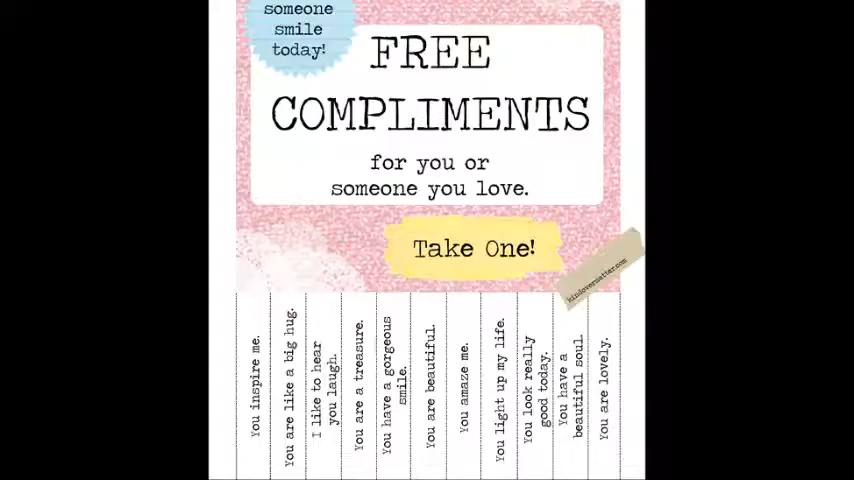 someone
smile
today!
FREE
COMPLIMENTS
for you or
someone you love.
Take One!
kindovermatter.com
You inspire me.
You are like a big hug.
I like to hear
you laugh.
You are a treasure.
You have a gorgeous
smile.
You are beautiful.
You amaze me.
You light up my life.
You look really
good today.
You have a
beautiful soul.
You are lovely.